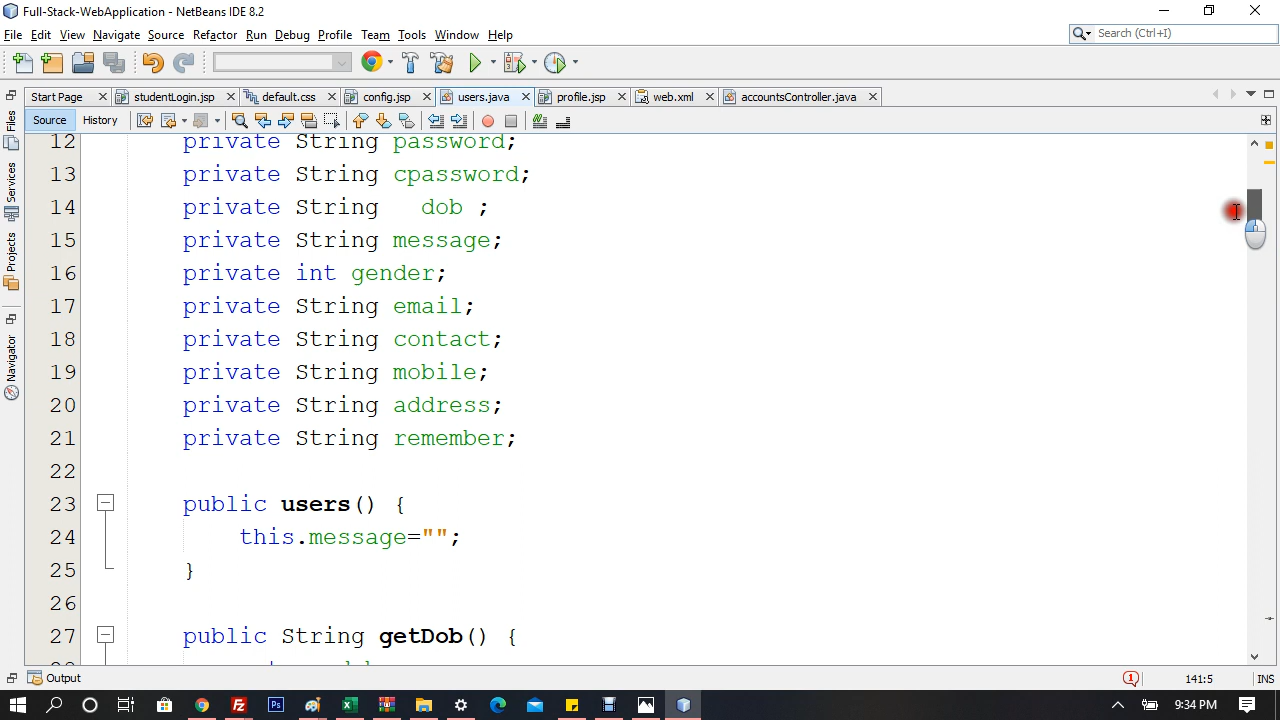 Full-Stack-WebApplication - NetBeans IDE 8.2
File Edit View Navigate Source Refactor Run Debug Profile Team Tools Window Help
Search (Ctrl+I)
Start Page studentLogin.jsp default.css config.jsp users.java profile.jsp web.xml accountsController.java
Source History
Files
Services
Projects
Navigator
12 private String password;
13 private String cpassword;
14 private String dob ;
15 private String message;
16 private int gender;
17 private String email;
18 private String contact;
19 private String mobile;
20 private String address;
21 private String remember;
22
23 public users() {
24 this.message="";
25 }
26
27 public String getDob() {
Output
1 141:5 INS
Fz Ps
9:34 PM